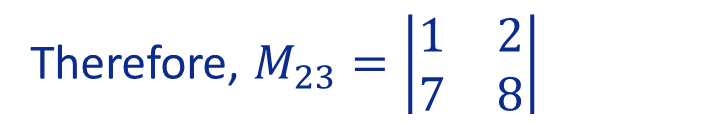 Therefore, M₂₃ = |1 2|
|7 8|